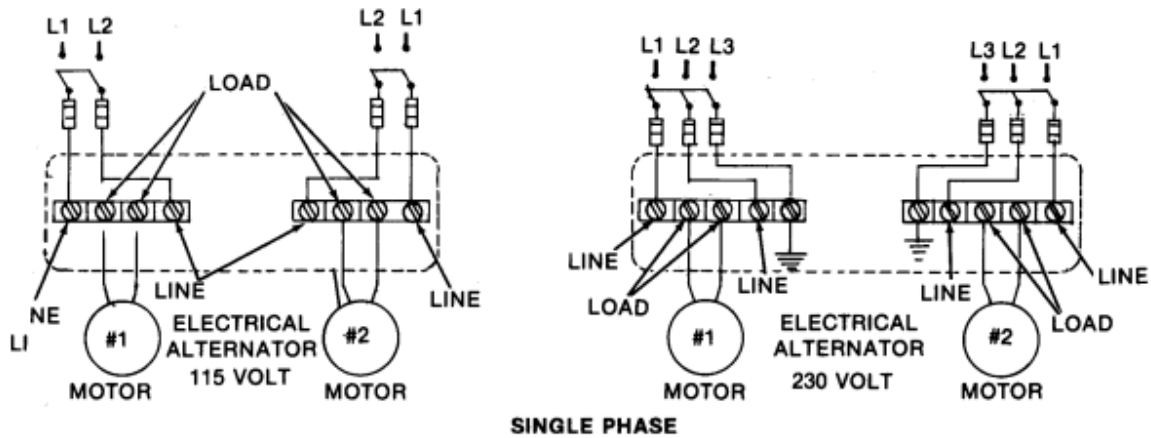 L1 L2
LOAD
L2 L1
LINE
LI NE
LINE
#1
MOTOR
ELECTRICAL
ALTERNATOR
115 VOLT
#2
MOTOR
L1 L2 L3
L3 L2 L1
LINE
LOAD
LINE
LINE
LOAD
LINE
#1
MOTOR
ELECTRICAL
ALTERNATOR
230 VOLT
#2
MOTOR
SINGLE PHASE